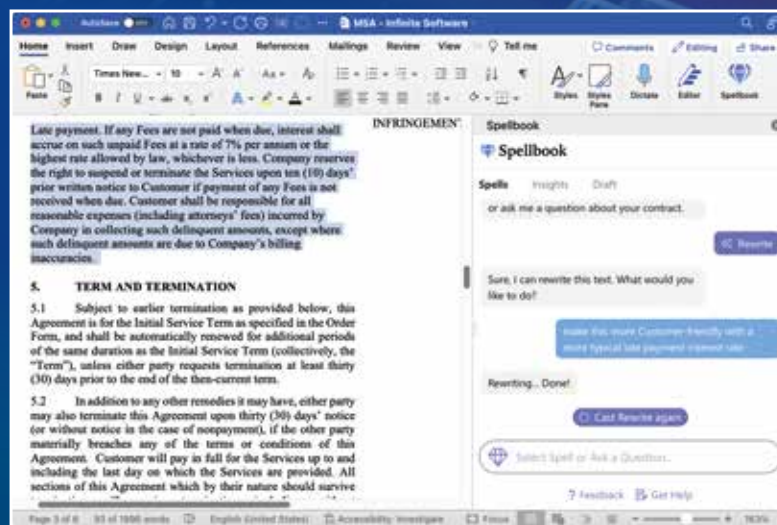 AutoSave
MSA - Infinite Software
Home Insert Draw Design Layout References Mailings Review View Tell me Comments Editing Share
Paste
Times New... 10 A A Aa
B I U ab x x A A
Styles
Styles Pane
Dictate
Editor
Spellbook
INFRINGEMEN
Late payment. If any Fees are not paid when due, interest shall
accrue on such unpaid Fees at a rate of 7% per annum or the
highest rate allowed by law, whichever is less. Company reserves
the right to suspend or terminate the Services upon ten (10) days'
prior written notice to Customer if payment of any Fees is not
received when due. Customer shall be responsible for all
reasonable expenses (including attorneys' fees) incurred by
Company in collecting such delinquent amounts, except where
such delinquent amounts are due to Company's billing
inaccuracies.
5. TERM AND TERMINATION
5.1 Subject to earlier termination as provided below, this
Agreement is for the Initial Service Term as specified in the Order
Form, and shall be automatically renewed for additional periods
of the same duration as the Initial Service Term (collectively, the
"Term"), unless either party requests termination at least thirty
(30) days prior to the end of the then-current term.
5.2 In addition to any other remedies it may have, either party
may also terminate this Agreement upon thirty (30) days' notice
(or without notice in the case of nonpayment), if the other party
materially breaches any of the terms or conditions of this
Agreement. Customer will pay in full for the Services up to and
including the last day on which the Services are provided. All
sections of this Agreement which by their nature should survive
Spellbook
Spellbook
Spells Insights Draft
or ask me a question about your contract.
Rewrite
Sure, I can rewrite this text. What would you
like to do?
make this more Customer-friendly with a
more typical late payment interest rate
Rewriting... Done!
Cast Rewrite again
Select Spell or Ask a Question...
Feedback Get Help
Page 3 of 6 93 of 1996 words English (United States) Accessibility: Investigate Focus